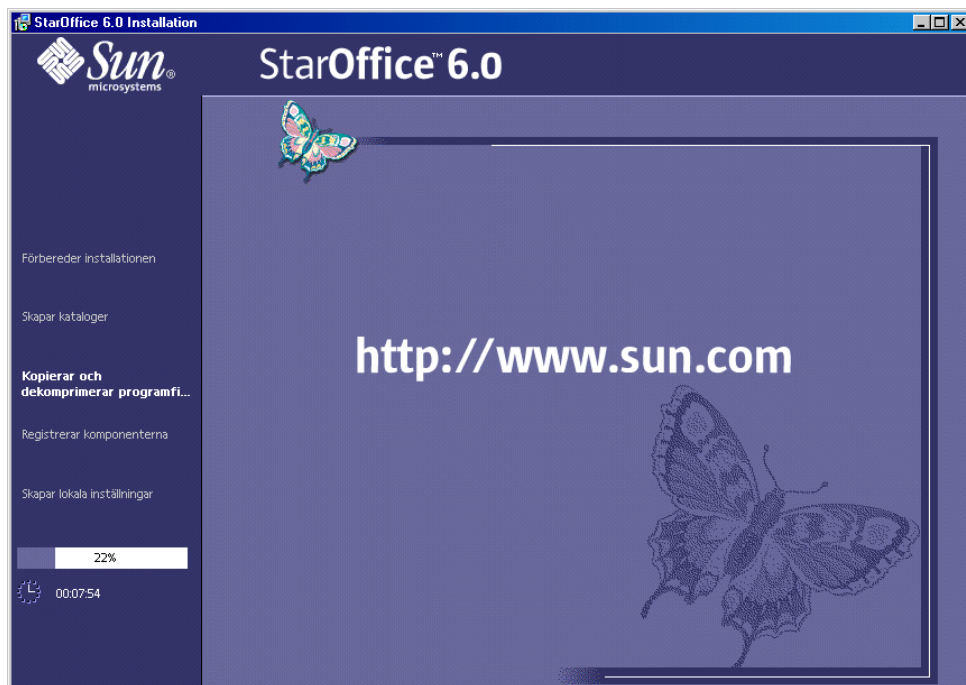 StarOffice 6.0 Installation
Sun®
microsystems
StarOffice™ 6.0
Förbereder installationen
Skapar kataloger
Kopierar och
dekomprimerar programfi...
Registrerar komponenterna
Skapar lokala inställningar
22%
00:07:54
http://www.sun.com